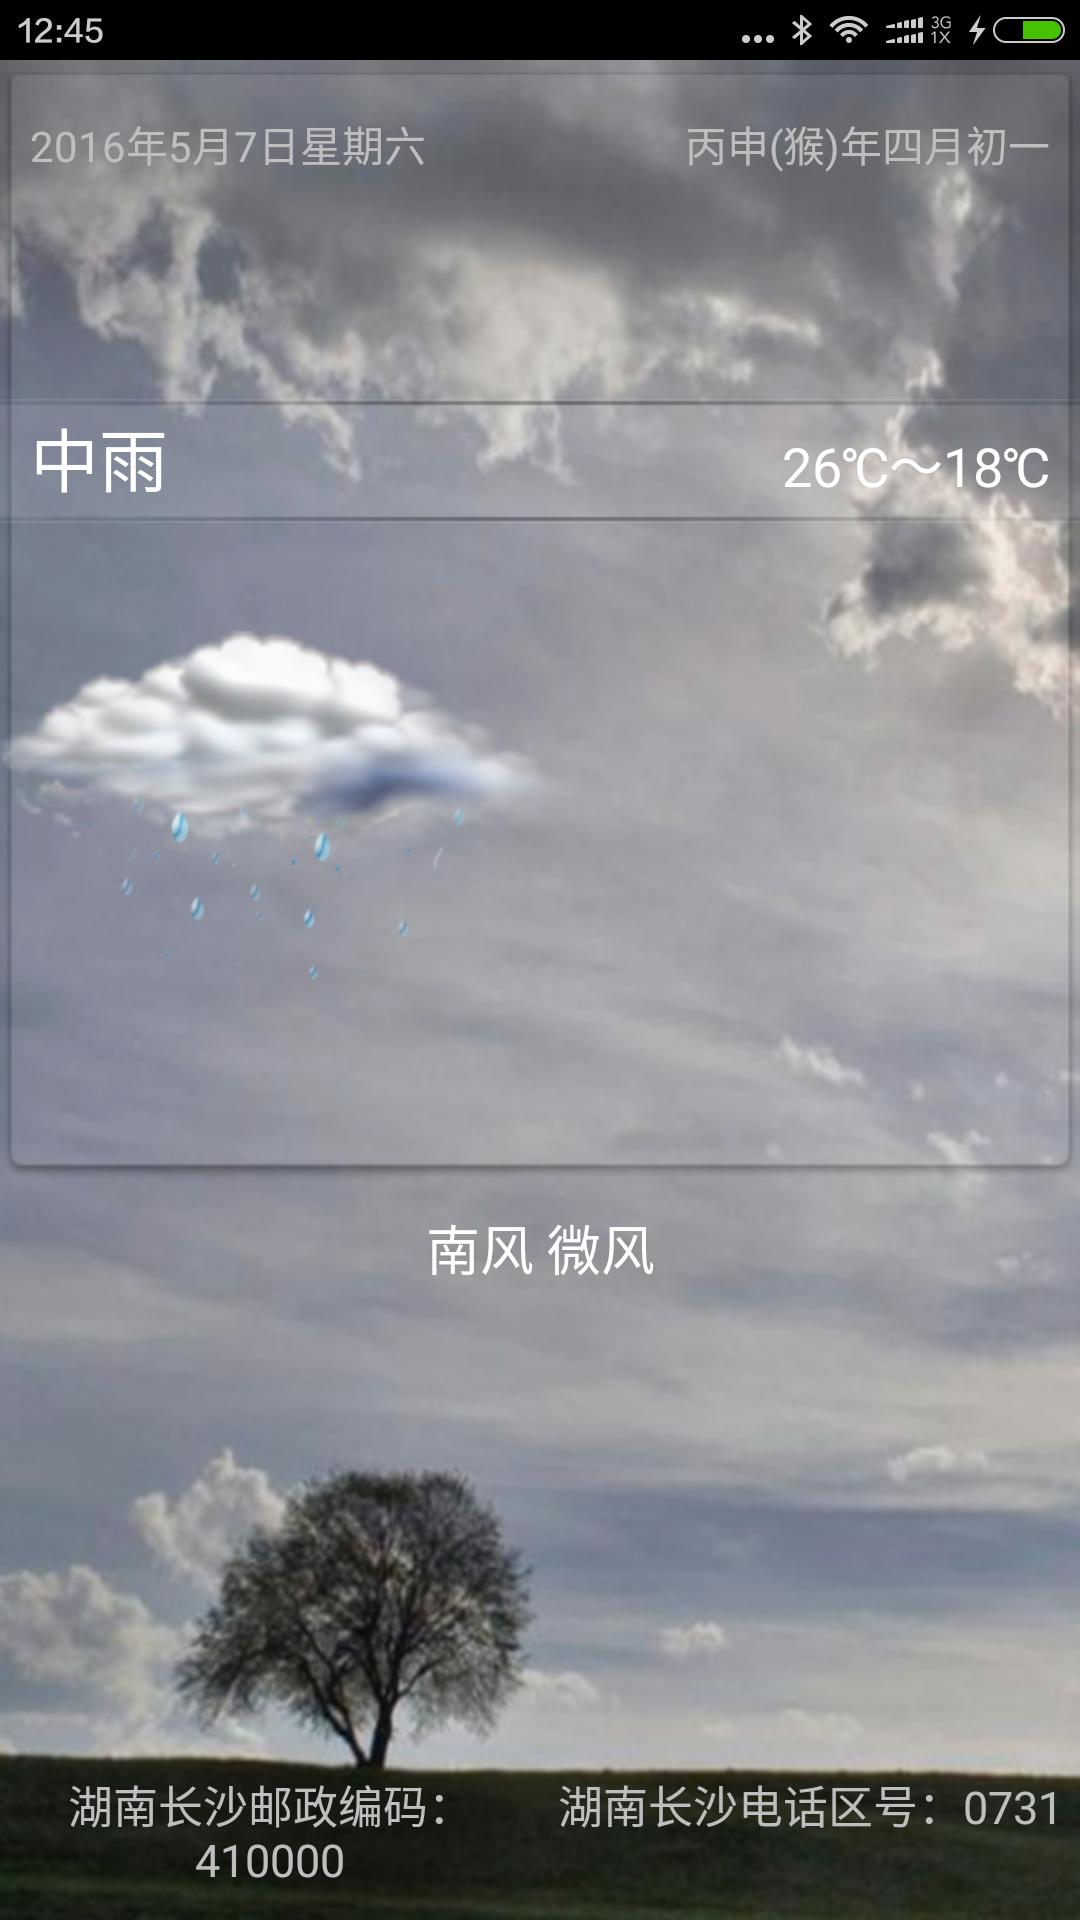 12:45
3G
1X
2016年5月7日星期六 丙申(猴)年四月初一
中雨 26℃～18℃
南风 微风
湖南长沙邮政编码：
410000
湖南长沙电话区号：0731